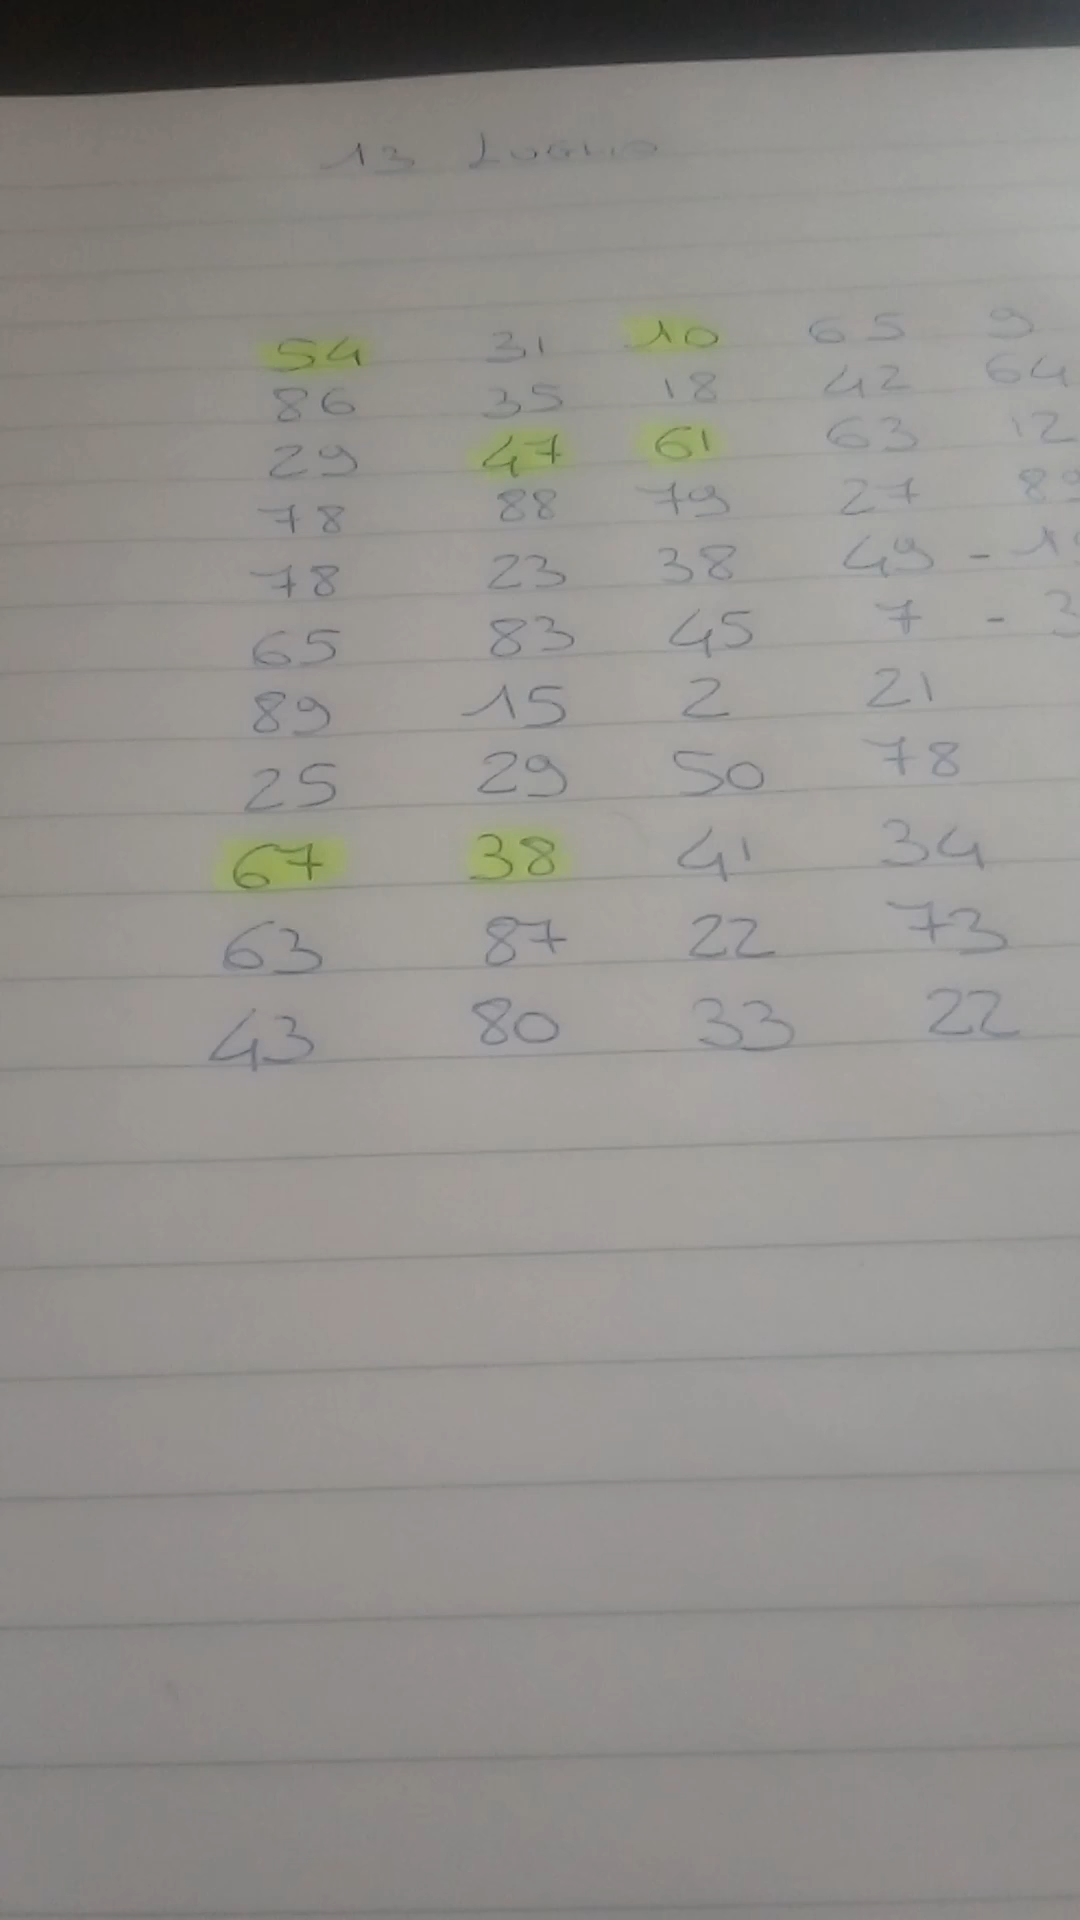 13 LUGLIO
54 31 10 65 9
86 35 18 42 64
29 47 61 63 12
78 88 79 27 89
78 23 38 49 -
65 83 45 7 -
89 15 2 21
25 29 50 78
67 38 41 34
63 87 22 73
43 80 33 22